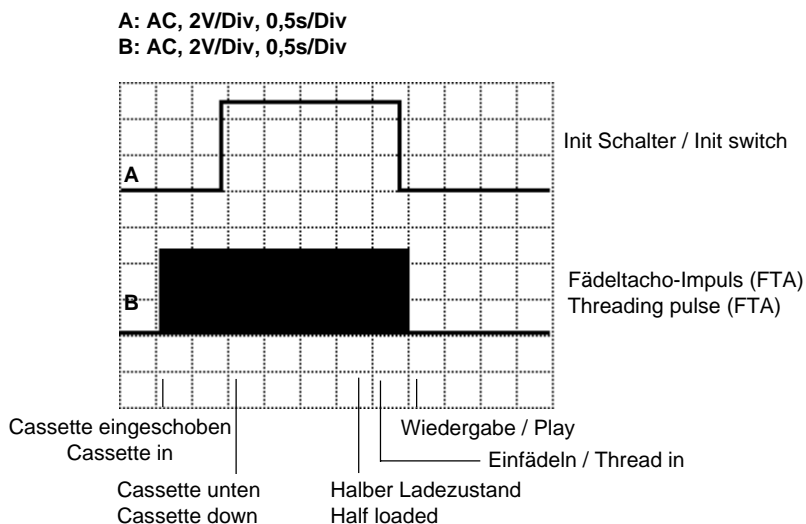 A: AC, 2V/Div, 0,5s/Div
B: AC, 2V/Div, 0,5s/Div
Init Schalter / Init switch
A
Fädeltacho-Impuls (FTA)
B
Threading pulse (FTA)
Cassette eingeschoben
Cassette in
Wiedergabe / Play
Einfädeln / Thread in
Cassette unten
Cassette down
Halber Ladezustand
Half loaded